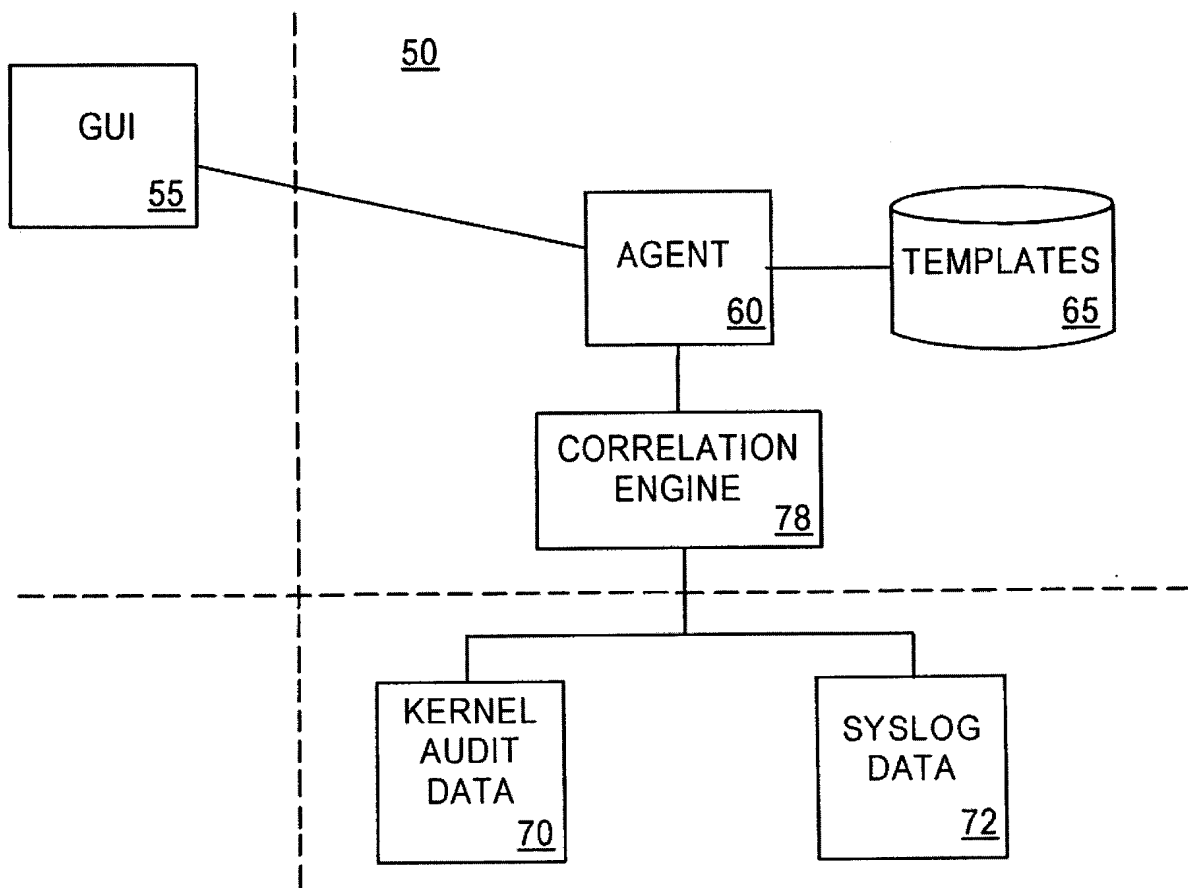 50
GUI
55
AGENT
60
TEMPLATES
65
CORRELATION
ENGINE
78
KERNEL
AUDIT
DATA
70
SYSLOG
DATA
72